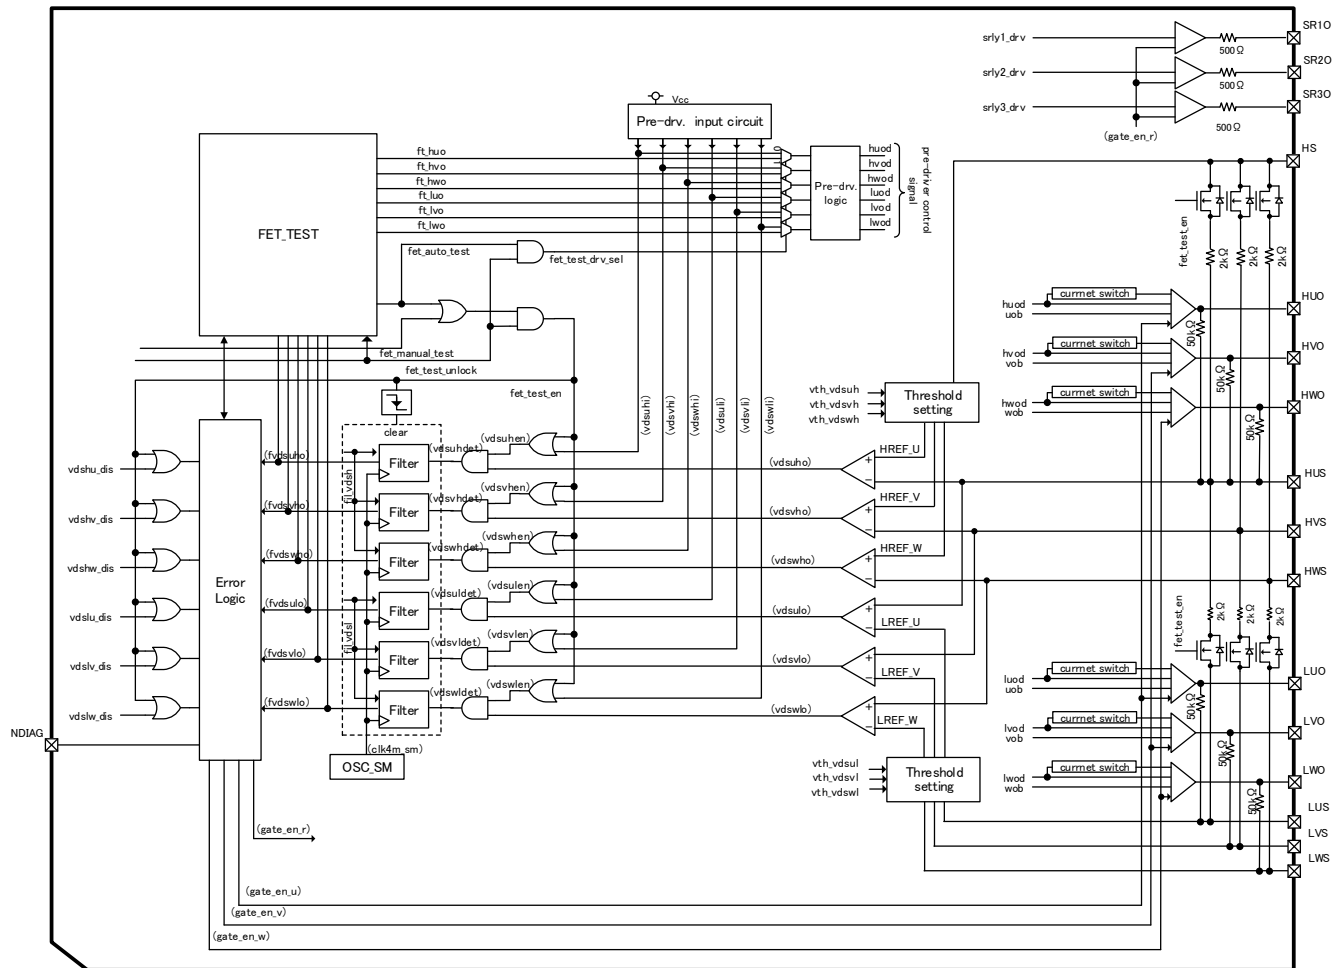 SR1O
srly1_drv
500Ω
SR2O
srly2_drv
500Ω
SR3O
srly3_drv
500Ω
(gate_en_r)
Vcc
Pre-drv. input circuit
HS
ft_huo
ft_hvo
ft_hwo
ft_luo
ft_lvo
ft_lwo
0
1
Pre-drv.
logic
huod
hvod
hwod
luod
lvod
lwod
pre-driver control
signal
FET_TEST
fet_auto_test
fet_test_drv_sel
fet_manual_test
fet_test_unlock
fet_test_en
fet_test_en
2kΩ
2kΩ
2kΩ
huod
uob
currnet switch
HUO
50kΩ
hvod
vob
currnet switch
HVO
50kΩ
hwod
wob
currnet switch
HWO
50kΩ
vth_vdsuh
vth_vdsvh
vth_vdswh
Threshold
setting
(vdsuhi)
(vdsvhi)
(vdswhi)
(vdsuli)
(vdsvli)
(vdswli)
clear
fil_vdsh
fil_vdsl
vdshu_dis
(fvdsuho)
Filter
(vdsuhdet)
(vdsuhen)
(vdsuho)
HREF_U
HUS
vdshv_dis
(fvdsvho)
Filter
(vdsvhdet)
(vdsvhen)
(vdsvho)
HREF_V
HVS
vdshw_dis
(fvdswho)
Filter
(vdswhdet)
(vdswhen)
(vdswho)
HREF_W
HWS
Error
Logic
vdslu_dis
(fvdsulo)
Filter
(vdsuldet)
(vdsulen)
(vdsulo)
LREF_U
vdslv_dis
(fvdsvlo)
Filter
(vdsvldet)
(vdsvlen)
(vdsvlo)
LREF_V
vdslw_dis
(fvdswlo)
Filter
(vdswldet)
(vdswlen)
(vdswlo)
LREF_W
+
−
+
−
+
−
+
−
+
−
+
−
fet_test_en
2kΩ
2kΩ
2kΩ
luod
uob
currnet switch
LUO
50kΩ
lvod
vob
currnet switch
LVO
50kΩ
lwod
wob
currnet switch
LWO
50kΩ
NDIAG
(clk4m_sm)
OSC_SM
vth_vdsul
vth_vdsvl
vth_vdswl
Threshold
setting
LUS
LVS
LWS
(gate_en_r)
(gate_en_u)
(gate_en_v)
(gate_en_w)